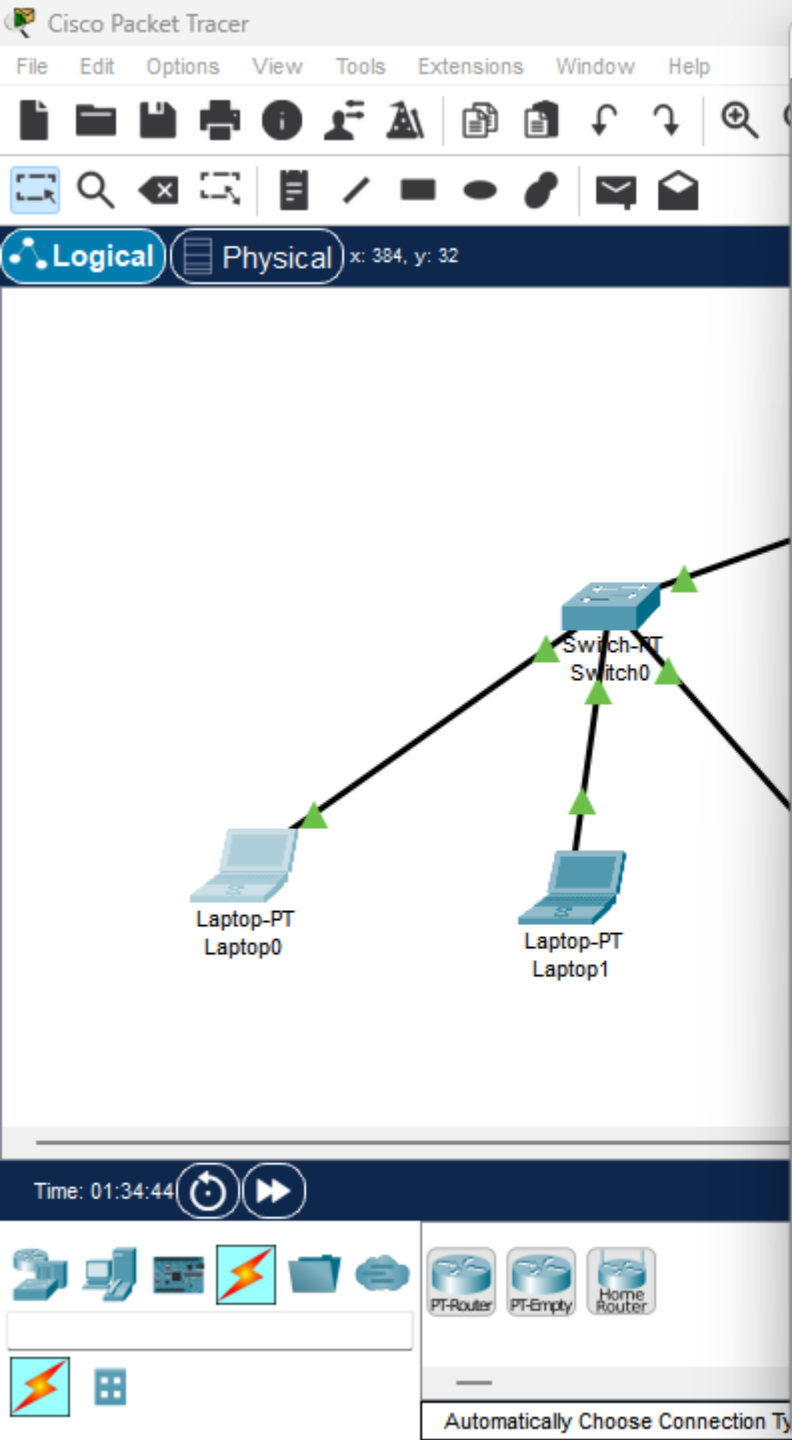 Cisco Packet Tracer
File Edit Options View Tools Extensions Window Help
Logical Physical x: 384, y: 32
Switch-PT
Switch0
Laptop-PT
Laptop0
Laptop-PT
Laptop1
Time: 01:34:44
PT-Router PT-Empty Home Router
Automatically Choose Connection Ty